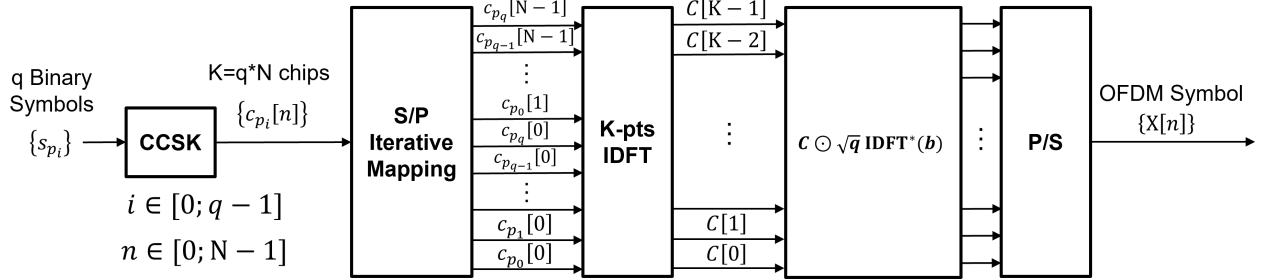 q Binary
Symbols
{s_{p_i}}
CCSK
K=q*N chips
{c_{p_i}[n]}
i ∈ [0; q − 1]
n ∈ [0; N − 1]
S/P
Iterative
Mapping
c_{p_q}[N − 1]
c_{p_{q−1}}[N − 1]
⋮
c_{p_0}[1]
c_{p_q}[0]
c_{p_{q−1}}[0]
⋮
c_{p_1}[0]
c_{p_0}[0]
K-pts
IDFT
C[K − 1]
C[K − 2]
⋮
C[1]
C[0]
C ⊙ √q IDFT*(b)
⋮
P/S
OFDM Symbol
{X[n]}